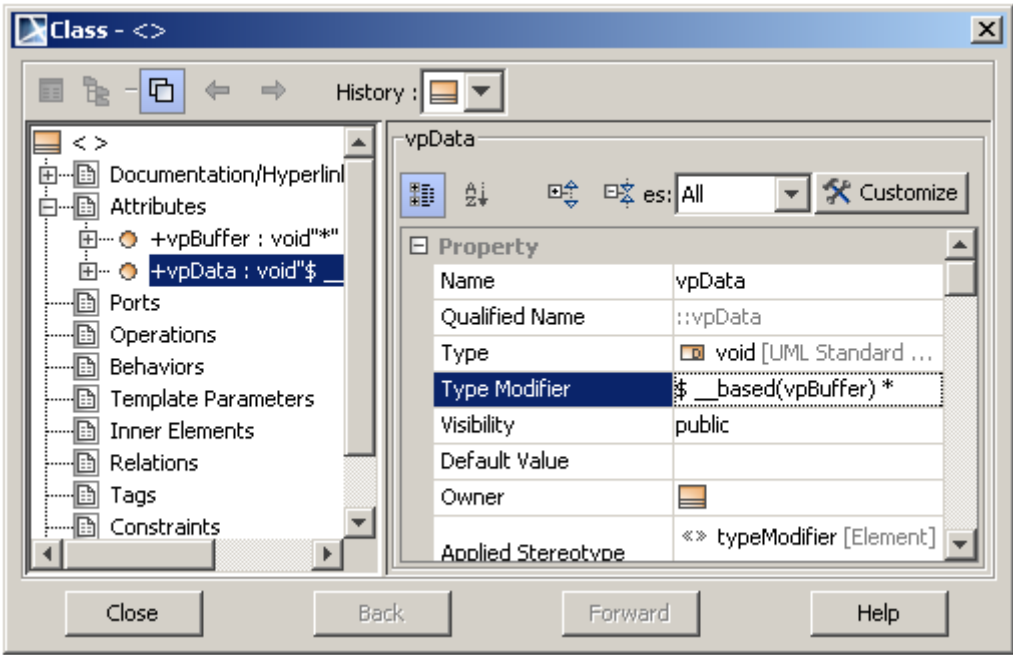 Class - <>
History :
< >
Documentation/Hyperlin
Attributes
+vpBuffer : void"*"
+vpData : void"$ __
Ports
Operations
Behaviors
Template Parameters
Inner Elements
Relations
Tags
Constraints
vpData
es: All Customize
Property
Name vpData
Qualified Name ::vpData
Type void [UML Standard ...
Type Modifier $ __based(vpBuffer) *
Visibility public
Default Value
Owner
Applied Stereotype «» typeModifier [Element]
Close Back Forward Help